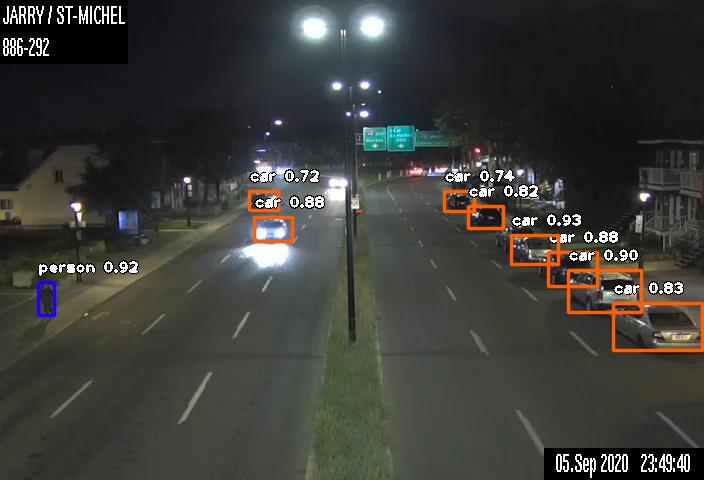 JARRY / ST-MICHEL
886-292
car 0.72
car 0.74
car 0.82
car 0.88
car 0.93
car 0.88
car 0.90
person 0.92
car 0.83
05.Sep 2020 23:49:40